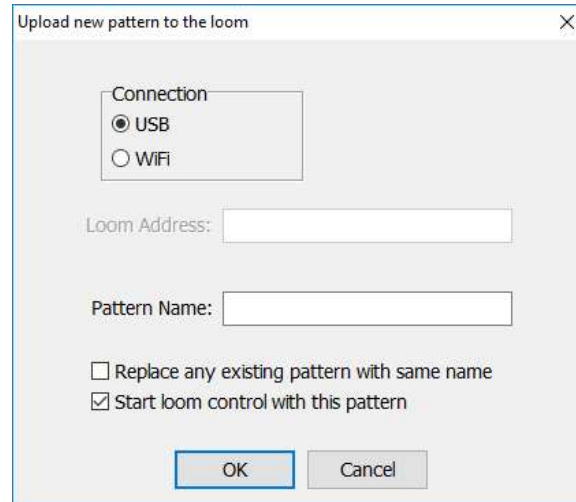 Upload new pattern to the loom
Connection
USB
WiFi
Loom Address:
Pattern Name:
Replace any existing pattern with same name
Start loom control with this pattern
OK Cancel